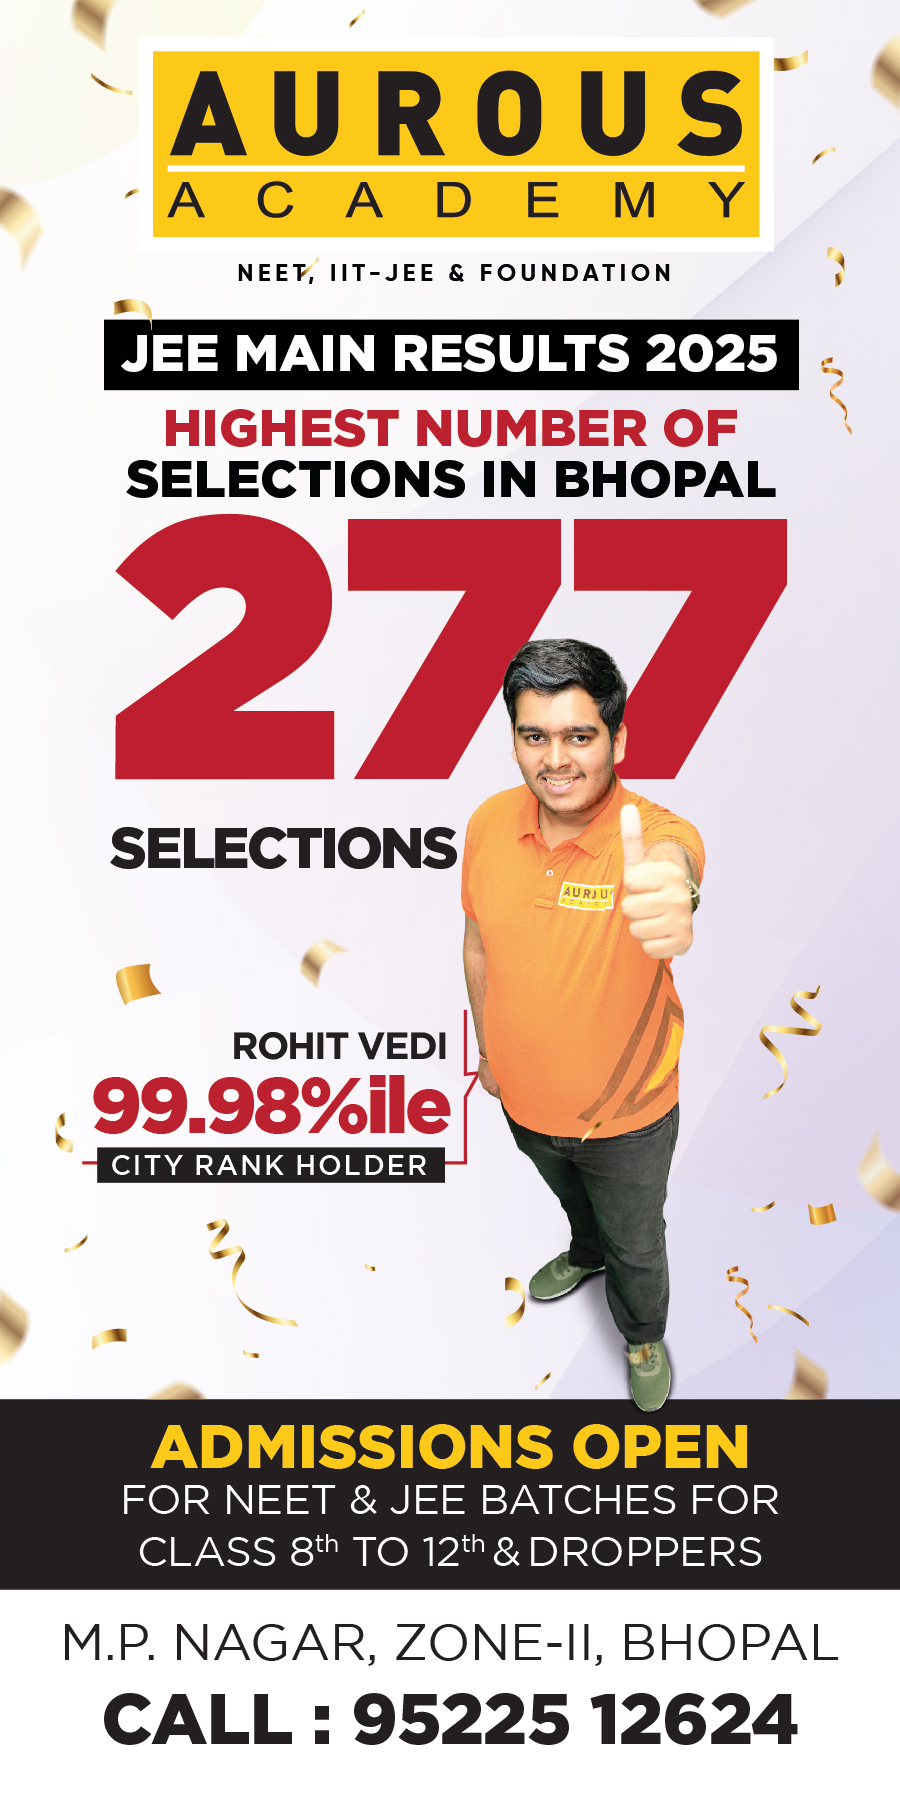 AUROUS
ACADEMY
NEET, IIT-JEE & FOUNDATION
JEE MAIN RESULTS 2025
HIGHEST NUMBER OF
SELECTIONS IN BHOPAL
277
SELECTIONS
AUROUS
ACADEMY
ROHIT VEDI
99.98%ile
CITY RANK HOLDER
ADMISSIONS OPEN
FOR NEET & JEE BATCHES FOR
CLASS 8th TO 12th & DROPPERS
M.P. NAGAR, ZONE-II, BHOPAL
CALL : 95225 12624